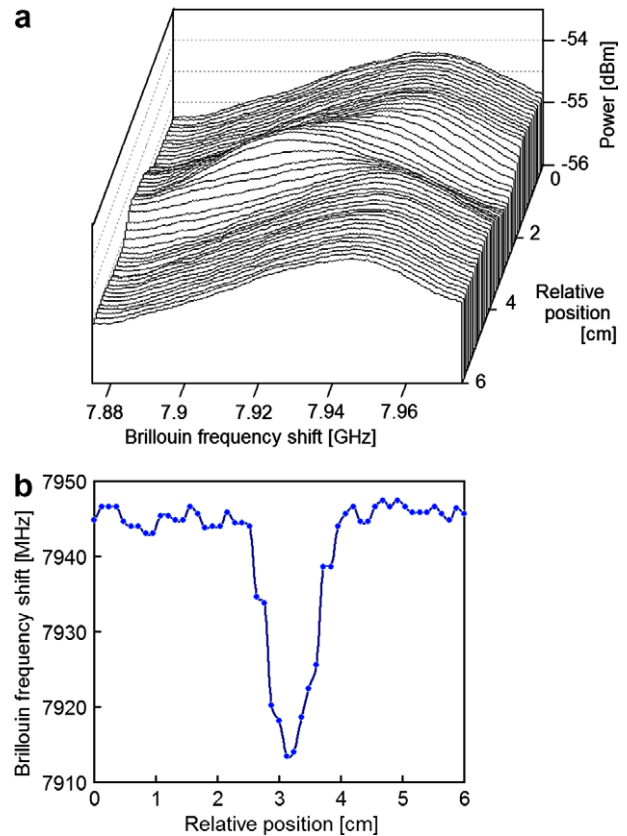 a
-54
-55
-56
Power [dBm]
0
2
4
6
Relative position [cm]
7.88 7.9 7.92 7.94 7.96
Brillouin frequency shift [GHz]
b
7950
7940
7930
7920
7910
Brillouin frequency shift [MHz]
0 1 2 3 4 5 6
Relative position [cm]